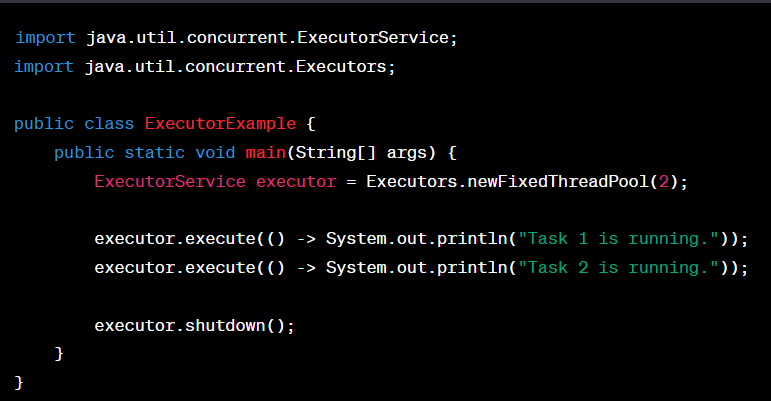 import java.util.concurrent.ExecutorService;
import java.util.concurrent.Executors;
public class ExecutorExample {
public static void main(String[] args) {
ExecutorService executor = Executors.newFixedThreadPool(2);
executor.execute(() -> System.out.println("Task 1 is running."));
executor.execute(() -> System.out.println("Task 2 is running."));
executor.shutdown();
}
}